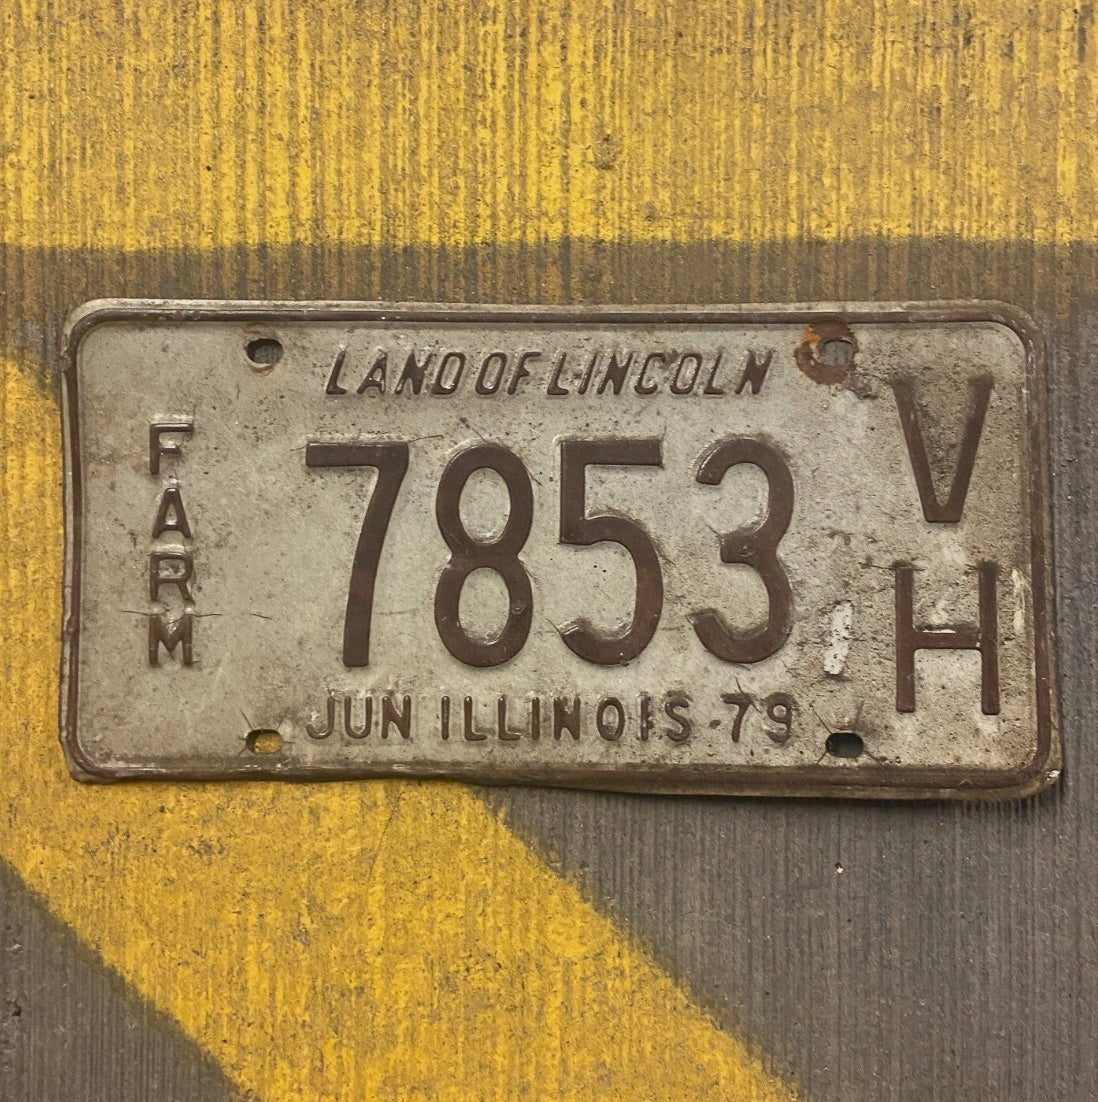 LAND OF LINCOLN
FARM
7853
VH
JUN ILLINOIS 79